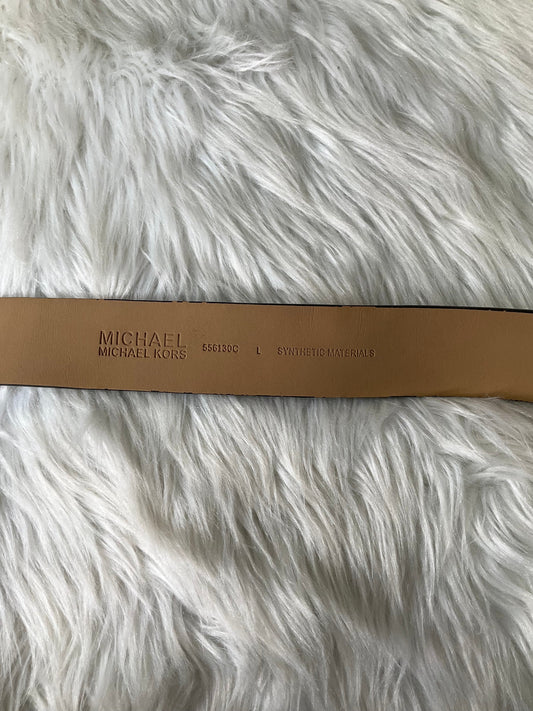 MICHAEL
MICHAEL KORS 556130C L SYNTHETIC MATERIALS